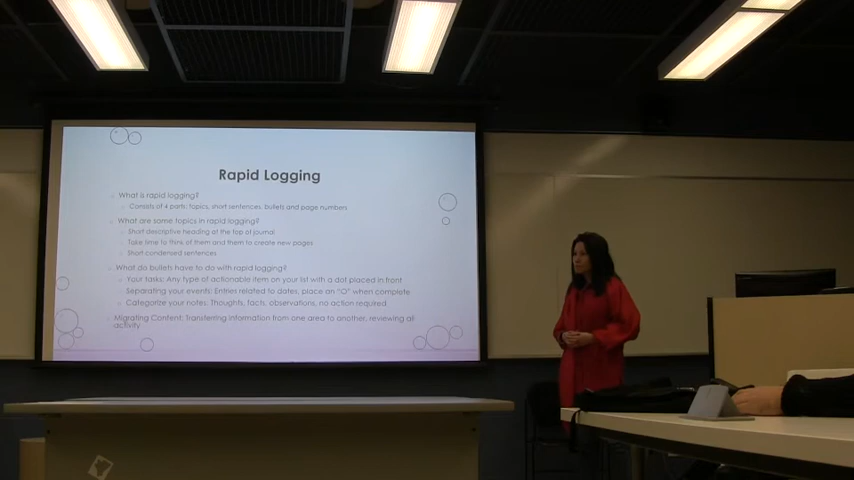 Rapid Logging
What is rapid logging?
Consists of 4 parts: topics, short sentences, bullets and page numbers
What are some topics in rapid logging?
Short descriptive heading at the top of journal
Take time to think of them and them to create new pages
Short condensed sentences
What do bullets have to do with rapid logging?
Your tasks: Any type of actionable item on your list with a dot placed in front
Separating your events: Entries related to dates, place an "O" when complete
Categorize your notes: Thoughts, facts, observations, no action required
Migrating Content: Transferring information from one area to another, reviewing all
activity